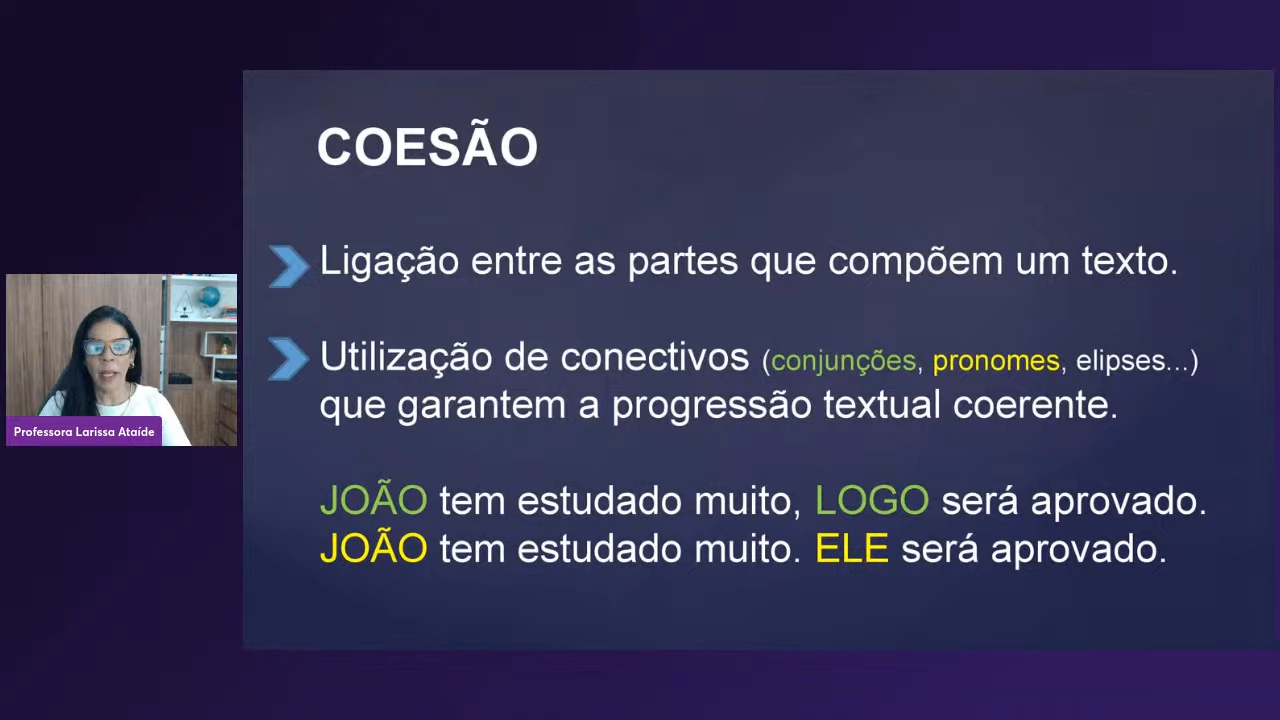 COESÃO
Ligação entre as partes que compõem um texto.
Utilização de conectivos (conjunções, pronomes, elipses...)
que garantem a progressão textual coerente.
JOÃO tem estudado muito, LOGO será aprovado.
JOÃO tem estudado muito. ELE será aprovado.
Professora Larissa Ataíde